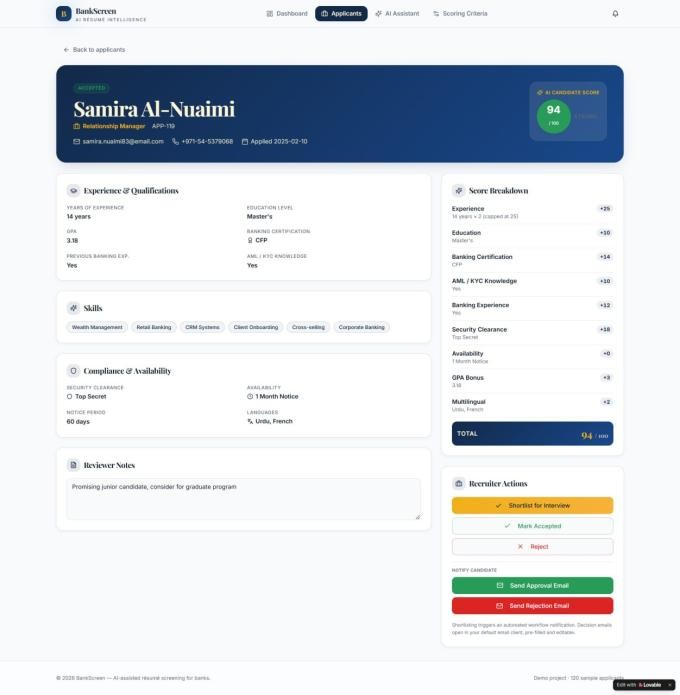 B BankScreen
AI RÉSUMÉ INTELLIGENCE
Dashboard Applicants AI Assistant Scoring Criteria
← Back to applicants
ACCEPTED
Samira Al-Nuaimi
Relationship Manager APP-119
samira.nuaimi83@email.com +971-54-5379068 Applied 2025-02-10
AI CANDIDATE SCORE
94
/ 100
STRONG
Experience & Qualifications
YEARS OF EXPERIENCE EDUCATION LEVEL
14 years Master's
GPA BANKING CERTIFICATION
3.18 CFP
PREVIOUS BANKING EXP. AML / KYC KNOWLEDGE
Yes Yes
Skills
Wealth Management Retail Banking CRM Systems Client Onboarding Cross-selling Corporate Banking
Compliance & Availability
SECURITY CLEARANCE AVAILABILITY
Top Secret 1 Month Notice
NOTICE PERIOD LANGUAGES
60 days Urdu, French
Reviewer Notes
Promising junior candidate, consider for graduate program
Score Breakdown
Experience +25
14 years × 2 (capped at 25)
Education +10
Master's
Banking Certification +14
CFP
AML / KYC Knowledge +10
Yes
Banking Experience +12
Yes
Security Clearance +18
Top Secret
Availability +0
1 Month Notice
GPA Bonus +3
3.18
Multilingual +2
Urdu, French
TOTAL 94 / 100
Recruiter Actions
Shortlist for Interview
Mark Accepted
Reject
NOTIFY CANDIDATE
Send Approval Email
Send Rejection Email
Shortlisting triggers an automated workflow notification. Decision emails
open in your default email client, pre-filled and editable.
© 2026 BankScreen — AI-assisted résumé screening for banks.
Demo project · 120 sample applicants
Edit with Lovable ×